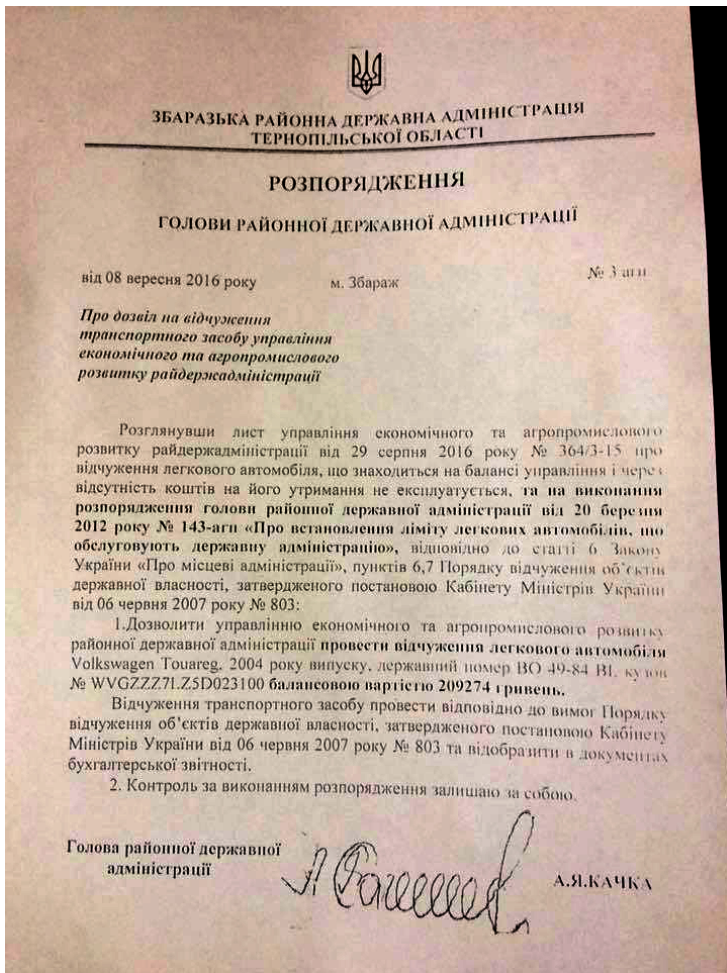 ЗБАРАЗЬКА РАЙОННА ДЕРЖАВНА АДМІНІСТРАЦІЯ
ТЕРНОПІЛЬСЬКОЇ ОБЛАСТІ
РОЗПОРЯДЖЕННЯ
ГОЛОВИ РАЙОННОЇ ДЕРЖАВНОЇ АДМІНІСТРАЦІЇ
від 08 вересня 2016 року м. Збараж № 3 агп
Про дозвіл на відчуження
транспортного засобу управління
економічного та агропромислового
розвитку райдержадміністрації
Розглянувши лист управління економічного та агропромислового
розвитку райдержадміністрації від 29 серпня 2016 року № 364/3-15 про
відчуження легкового автомобіля, що знаходиться на балансі управління і через
відсутність коштів на його утримання не експлуатується, та на виконання
розпорядження голови районної державної адміністрації від 20 березня
2012 року № 143-агп «Про встановлення ліміту легкових автомобілів, що
обслуговують державну адміністрацію», відповідно до статті 6 Закону
України «Про місцеві адміністрації», пунктів 6,7 Порядку відчуження об’єктів
державної власності, затвердженого постановою Кабінету Міністрів України
від 06 червня 2007 року № 803:
1.Дозволити управлінню економічного та агропромислового розвитку
районної державної адміністрації провести відчуження легкового автомобіля
Volkswagen Touareg, 2004 року випуску, державний номер ВО 49-84 ВІ, кузов
№ WVGZZZ7LZ5D023100 балансовою вартістю 209274 гривень.
Відчуження транспортного засобу провести відповідно до вимог Порядку
відчуження об’єктів державної власності, затвердженого постановою Кабінету
Міністрів України від 06 червня 2007 року № 803 та відобразити в документах
бухгалтерської звітності.
2. Контроль за виконанням розпорядження залишаю за собою.
Голова районної державної
адміністрації
А.Я.КАЧКА